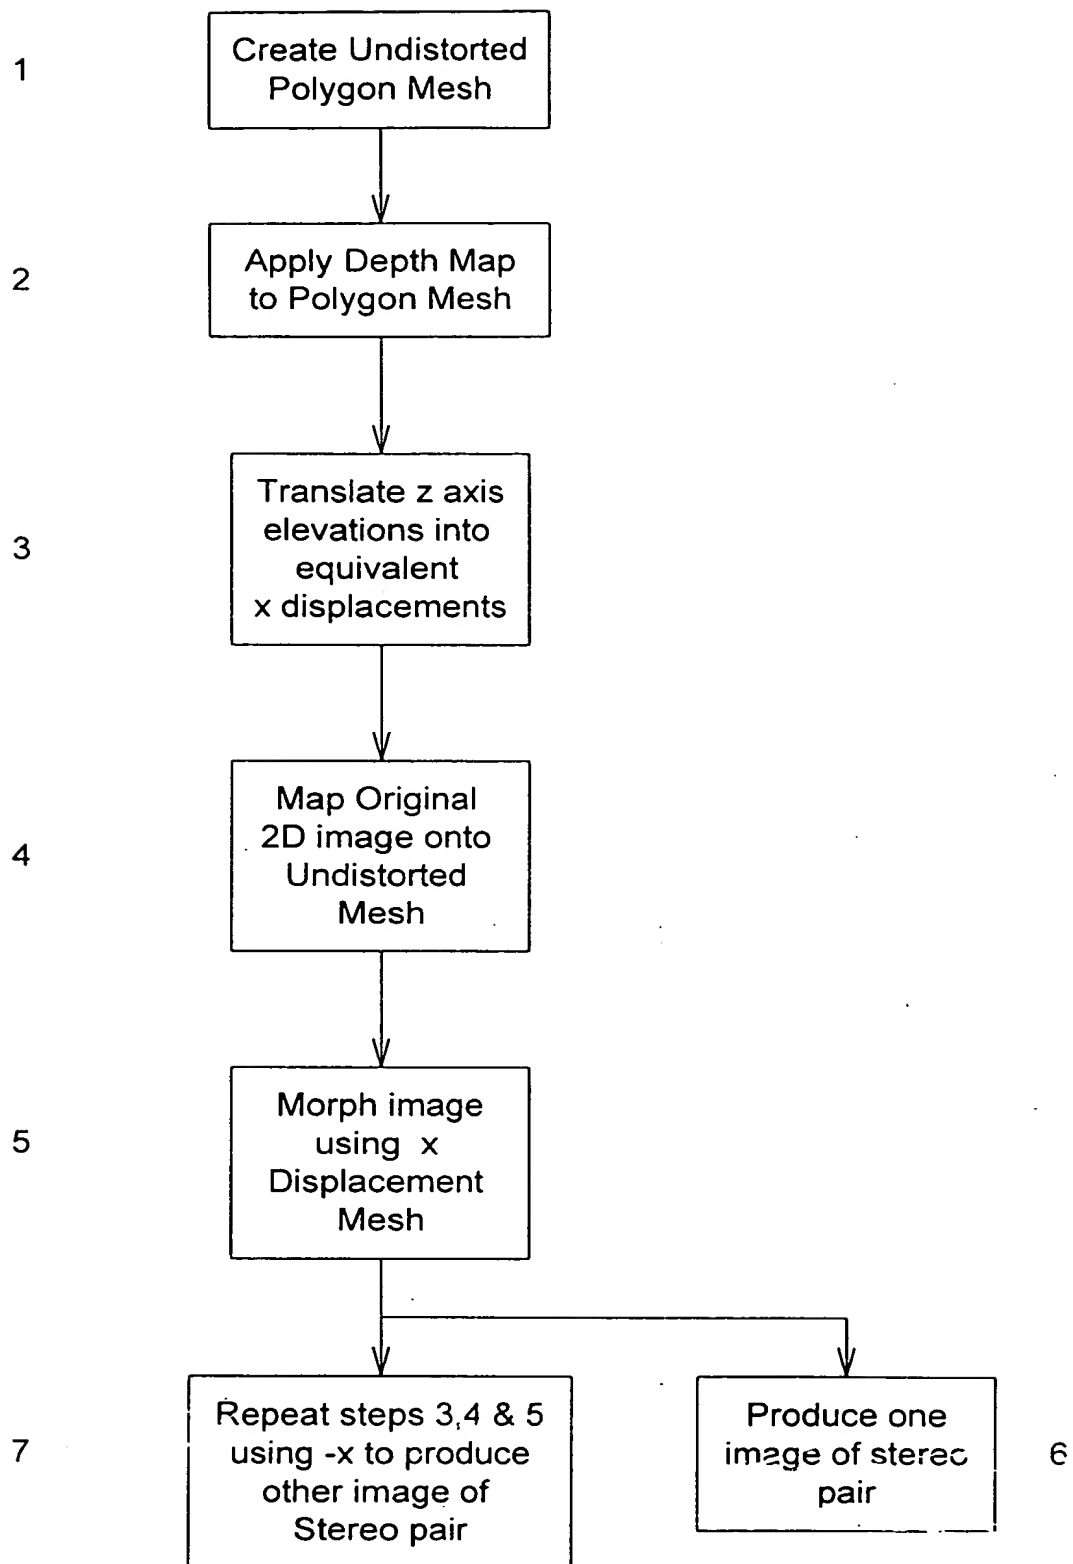 1
Create Undistorted
Polygon Mesh
2
Apply Depth Map
to Polygon Mesh
3
Translate z axis
elevations into
equivalent
x displacements
4
Map Original
2D image onto
Undistorted
Mesh
5
Morph image
using x
Displacement
Mesh
7
Repeat steps 3,4 & 5
using -x to produce
other image of
Stereo pair
Produce one
image of stereo
pair
6